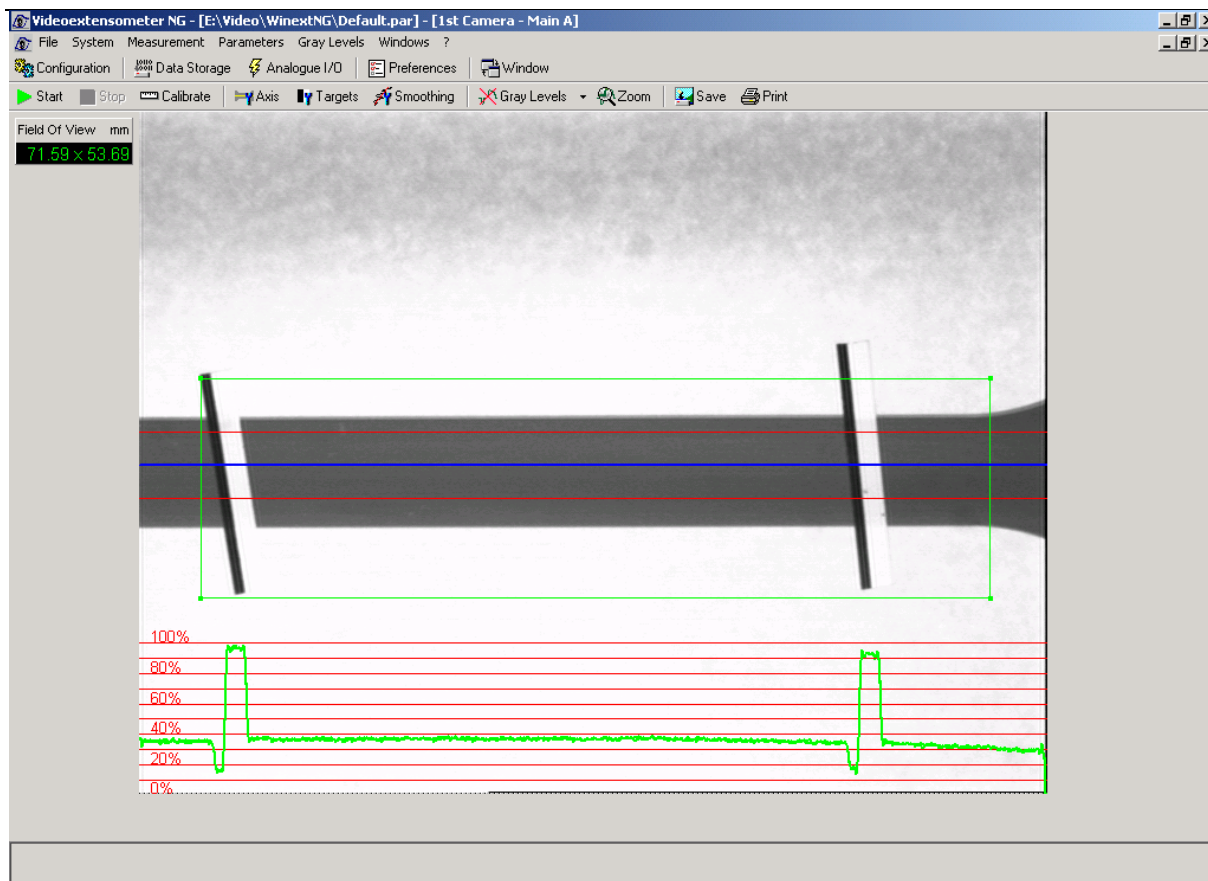 Videoextensometer NG - [E:\Video\WinextNG\Default.par] - [1st Camera - Main A]
File System Measurement Parameters Gray Levels Windows ?
Configuration Data Storage Analogue I/O Preferences Window
Start Stop Calibrate Axis Targets Smoothing Gray Levels Zoom Save Print
Field Of View mm
71.59 x 53.69
100%
80%
60%
40%
20%
0%